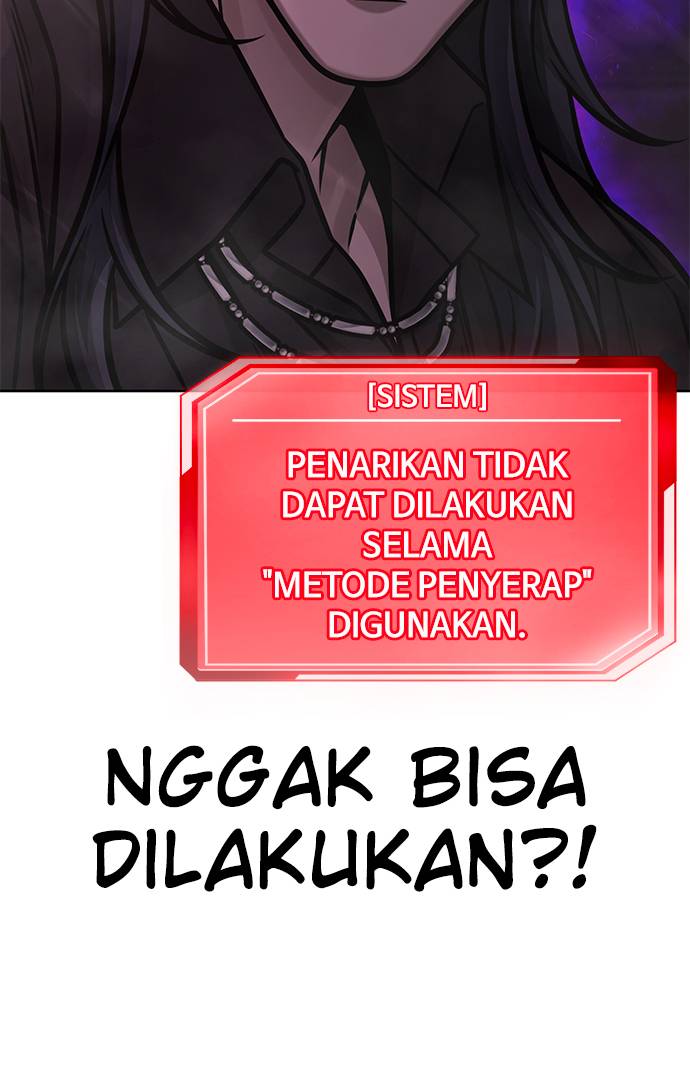 [SISTEM]
PENARIKAN TIDAK
DAPAT DILAKUKAN
SELAMA
"METODE PENYERAP"
DIGUNAKAN.
NGGAK BISA
DILAKUKAN?!